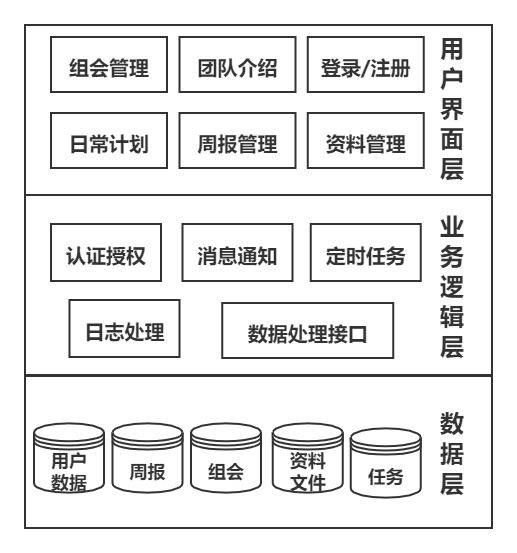 组会管理
团队介绍
登录/注册
日常计划
周报管理
资料管理
用户界面层
认证授权
消息通知
定时任务
日志处理
数据处理接口
业务逻辑层
用户
数据
周报
组会
资料
文件
任务
数据层